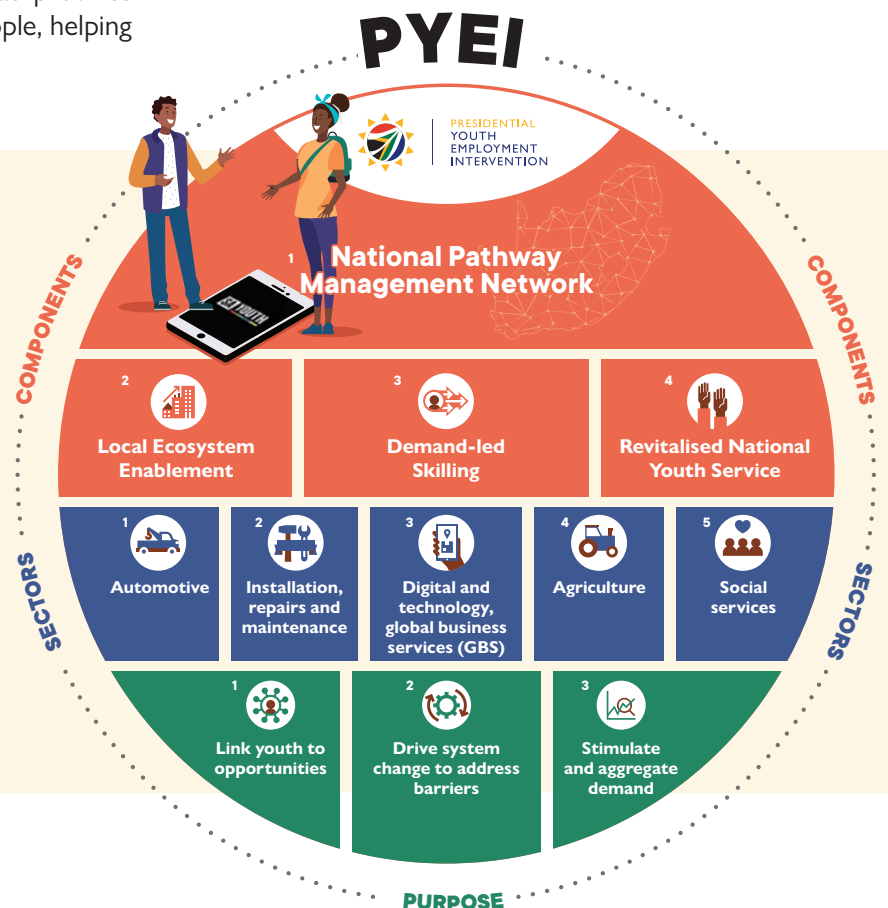 ople, helping
PYEI
PRESIDENTIAL
YOUTH
EMPLOYMENT
INTERVENTION
COMPONENTS
COMPONENTS
1
National Pathway
Management Network
SA YOUTH
2
Local Ecosystem
Enablement
3
Demand-led
Skilling
4
Revitalised National
Youth Service
SECTORS
SECTORS
1
Automotive
2
Installation,
repairs and
maintenance
3
Digital and
technology,
global business
services (GBS)
4
Agriculture
5
Social
services
1
Link youth to
opportunities
2
Drive system
change to address
barriers
3
Stimulate
and aggregate
demand
PURPOSE